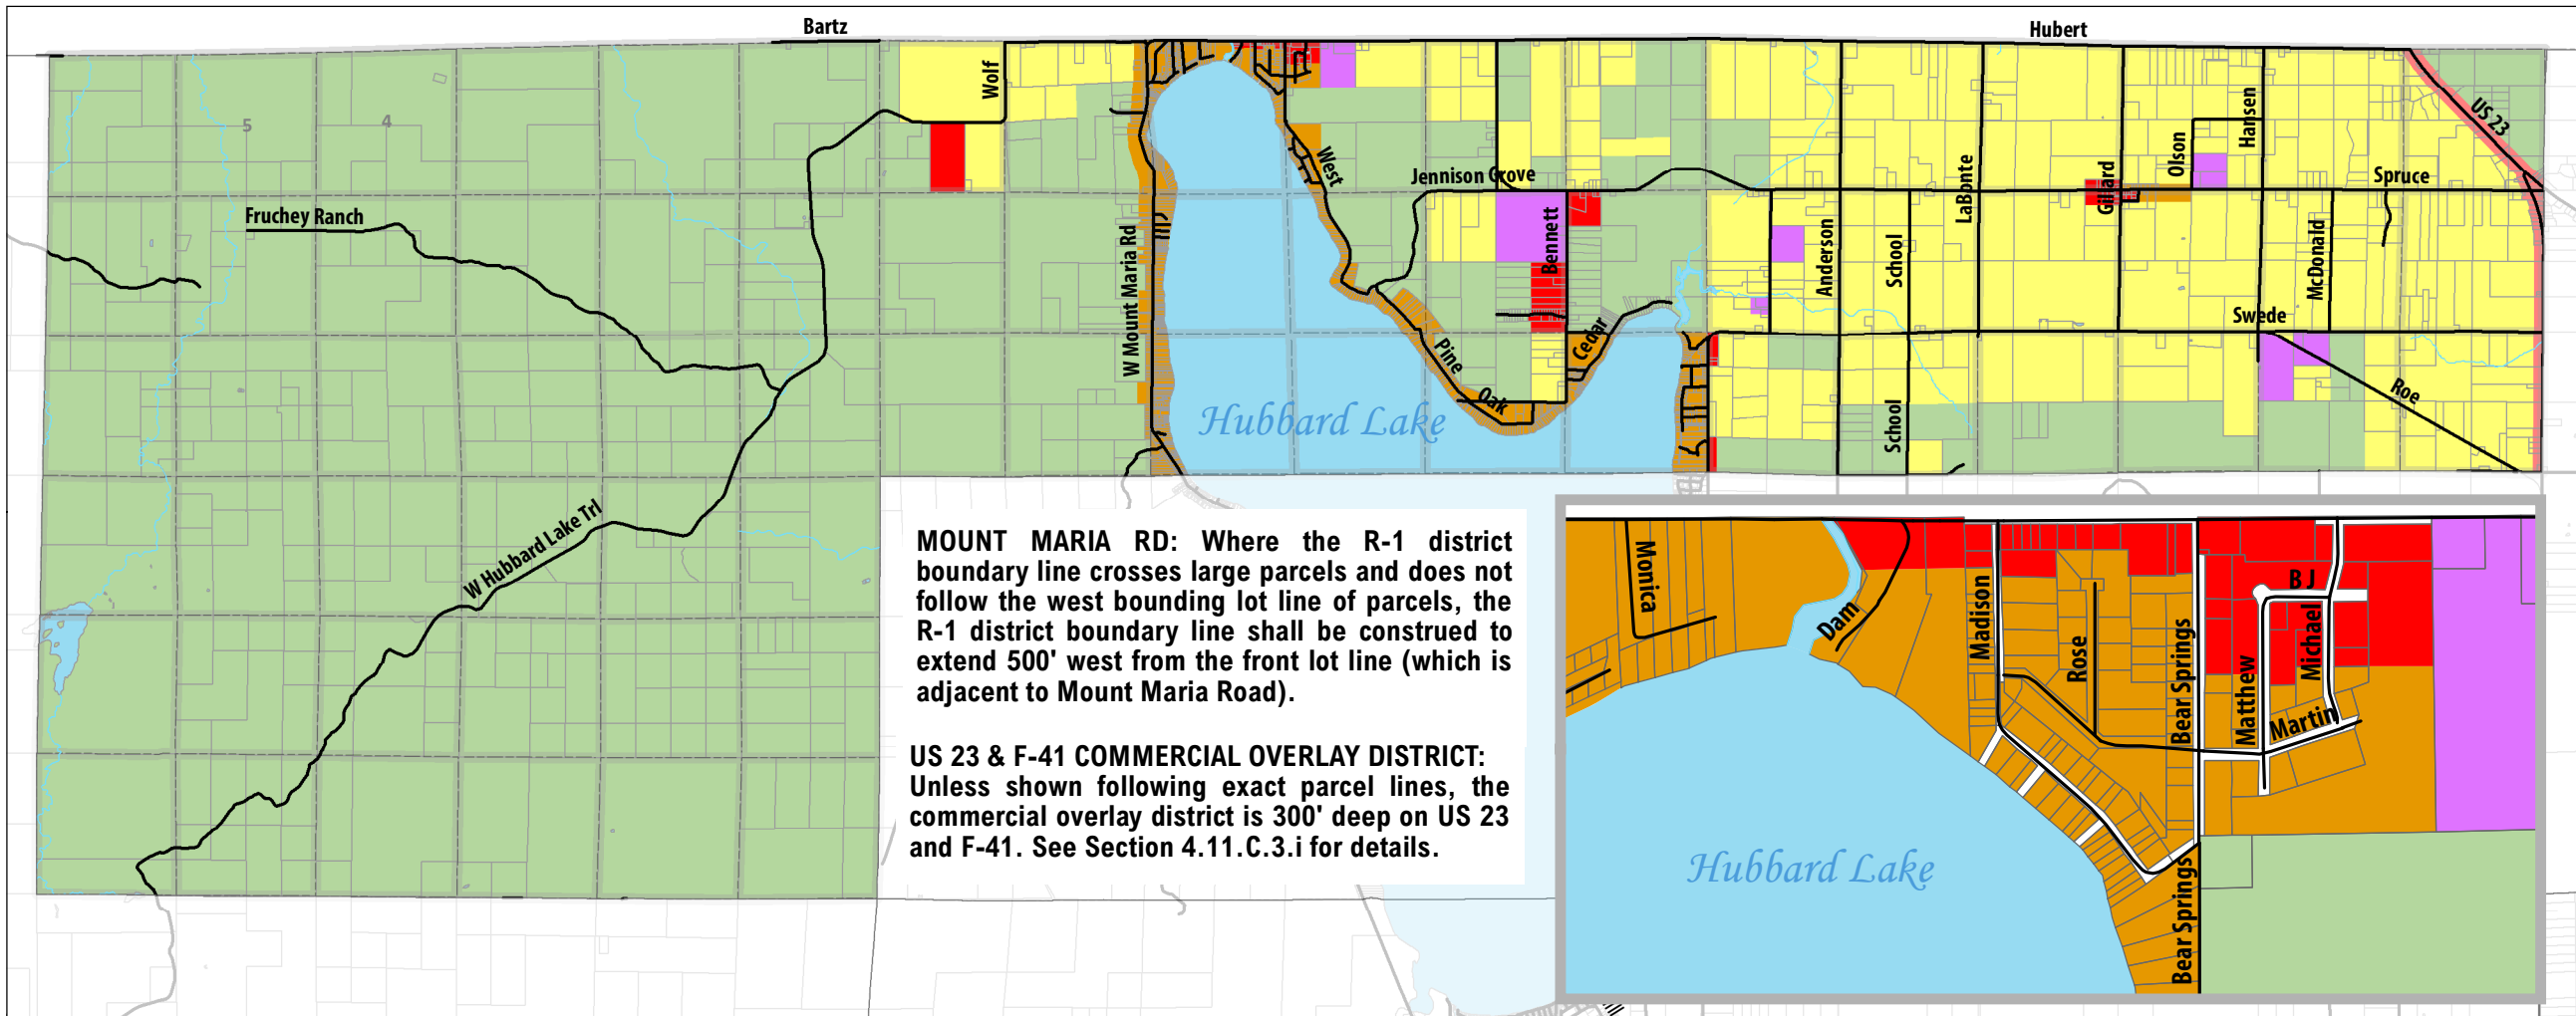 Bartz
Hubert
Wolf
5
4
US 23
Hansen
Olson
Gillard
LaBonte
Spruce
West
Jennison Grove
Fruchey Ranch
Bennett
Anderson
School
McDonald
W Mount Maria Rd
Swede
Cedar
Pine
Oak
Roe
Hubbard Lake
School
W Hubbard Lake Trl
MOUNT MARIA RD: Where the R-1 district
boundary line crosses large parcels and does not
follow the west bounding lot line of parcels, the
R-1 district boundary line shall be construed to
extend 500' west from the front lot line (which is
adjacent to Mount Maria Road).
US 23 & F-41 COMMERCIAL OVERLAY DISTRICT:
Unless shown following exact parcel lines, the
commercial overlay district is 300' deep on US 23
and F-41. See Section 4.11.C.3.i for details.
Monica
Dam
Madison
Rose
Bear Springs
B J
Matthew
Michael
Martin
Hubbard Lake
Bear Springs